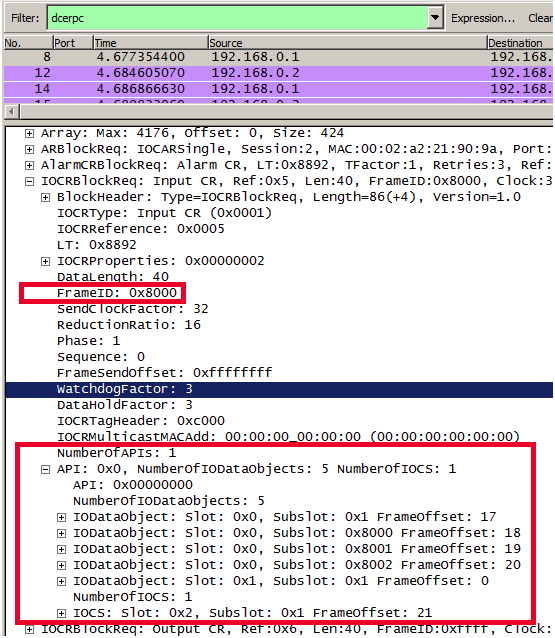 Filter: dcerpc Expression... Clear
No. Port Time Source Destination
8 4.677354400 192.168.0.1 192.168.
12 4.684605070 192.168.0.2 192.168.
14 4.686866630 192.168.0.1 192.168.
Array: Max: 4176, Offset: 0, Size: 424
ARBlockReq: IOCARSingle, Session:2, MAC:00:02:a2:21:90:9a, Port:
AlarmCRBlockReq: Alarm CR, LT:0x8892, TFactor:1, Retries:3, Ref:
IOCRBlockReq: Input CR, Ref:0x5, Len:40, FrameID:0x8000, Clock:3
BlockHeader: Type=IOCRBlockReq, Length=86(+4), Version=1.0
IOCRType: Input CR (0x0001)
IOCRReference: 0x0005
LT: 0x8892
IOCRProperties: 0x00000002
DataLength: 40
FrameID: 0x8000
SendClockFactor: 32
ReductionRatio: 16
Phase: 1
Sequence: 0
FrameSendOffset: 0xffffffff
WatchdogFactor: 3
DataHoldFactor: 3
IOCRTagHeader: 0xc000
IOCRMulticastMACAdd: 00:00:00_00:00:00 (00:00:00:00:00:00)
NumberOfAPIs: 1
API: 0x0, NumberOfIODataObjects: 5 NumberOfIOCS: 1
API: 0x00000000
NumberOfIODataObjects: 5
IODataObject: Slot: 0x0, Subslot: 0x1 FrameOffset: 17
IODataObject: Slot: 0x0, Subslot: 0x8000 FrameOffset: 18
IODataObject: Slot: 0x0, Subslot: 0x8001 FrameOffset: 19
IODataObject: Slot: 0x0, Subslot: 0x8002 FrameOffset: 20
IODataObject: Slot: 0x1, Subslot: 0x1 FrameOffset: 0
NumberOfIOCS: 1
IOCS: Slot: 0x2, Subslot: 0x1 FrameOffset: 21
IOCRBlockReq: Output CR, Ref:0x6, Len:40, FrameID:0xffff, Clock: